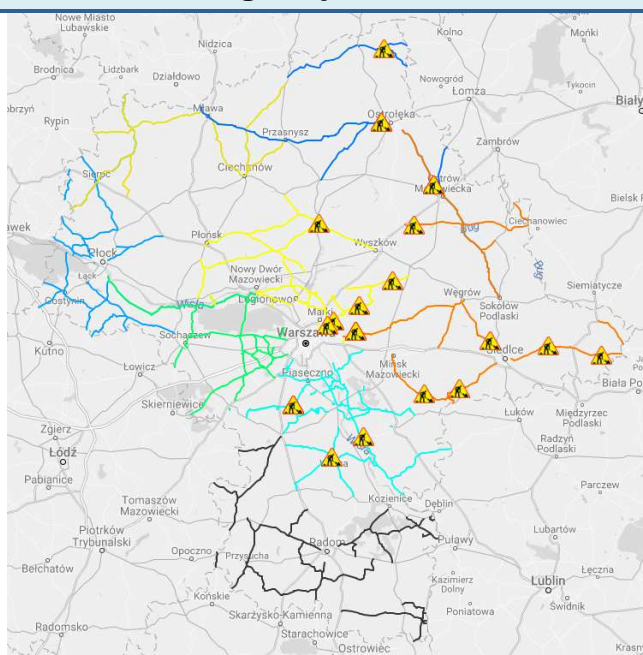 Nowe Miasto
Lubawskie
Nidzica
Kolno
Mońki
Brodnica
Lidzbark
Działdowo
Nowogród
Łomża
Tykocin
Mława
Ostrołęka
Rypin
Przasnysz
Zambrów
Ciechanów
Sierpc
Bielsk
Ciechanowiec
Bug
Płońsk
Wyszków
Płock
Łąck
Nowy Dwór
Mazowiecki
Legionowo
Węgrów
Siemiatycze
Gostynin
Wisła
Marki
Sokołów
Podlaski
Sochaczew
Warszawa
Kutno
Łowicz
Mińsk
Mazowiecki
Siedlce
Piaseczno
Biała
Skierniewice
Łuków
Międzyrzec
Podlaski
Zgierz
Radzyń
Podlaski
Łódź
Pabianice
Parczew
Kozienice
Dęblin
Tomaszów
Mazowiecki
Piotrków
Trybunalski
Lubartów
Opoczno
Przysucha
Radom
Puławy
Bełchatów
Łęczna
Kazimierz
Dolny
Lublin
Końskie
Świdnik
Poniatowa
Radomsko
Skarżysko-Kamienna
Starachowice
Ostrowiec